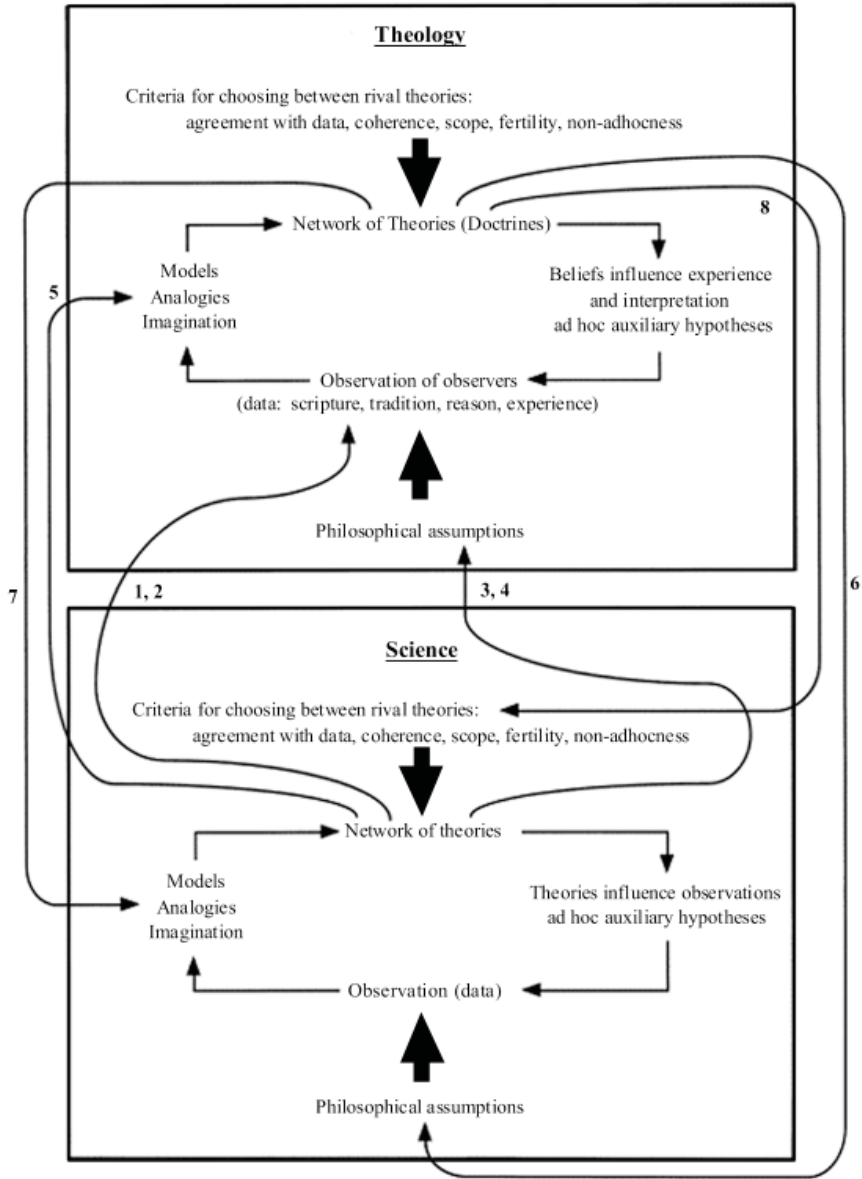 Theology
Criteria for choosing between rival theories:
agreement with data, coherence, scope, fertility, non-adhocness
8
Network of Theories (Doctrines)
Models
Analogies
Imagination
5
Beliefs influence experience
and interpretation
ad hoc auxiliary hypotheses
Observation of observers
(data: scripture, tradition, reason, experience)
Philosophical assumptions
7
1, 2
3, 4
6
Science
Criteria for choosing between rival theories:
agreement with data, coherence, scope, fertility, non-adhocness
Network of theories
Models
Analogies
Imagination
Theories influence observations
ad hoc auxiliary hypotheses
Observation (data)
Philosophical assumptions